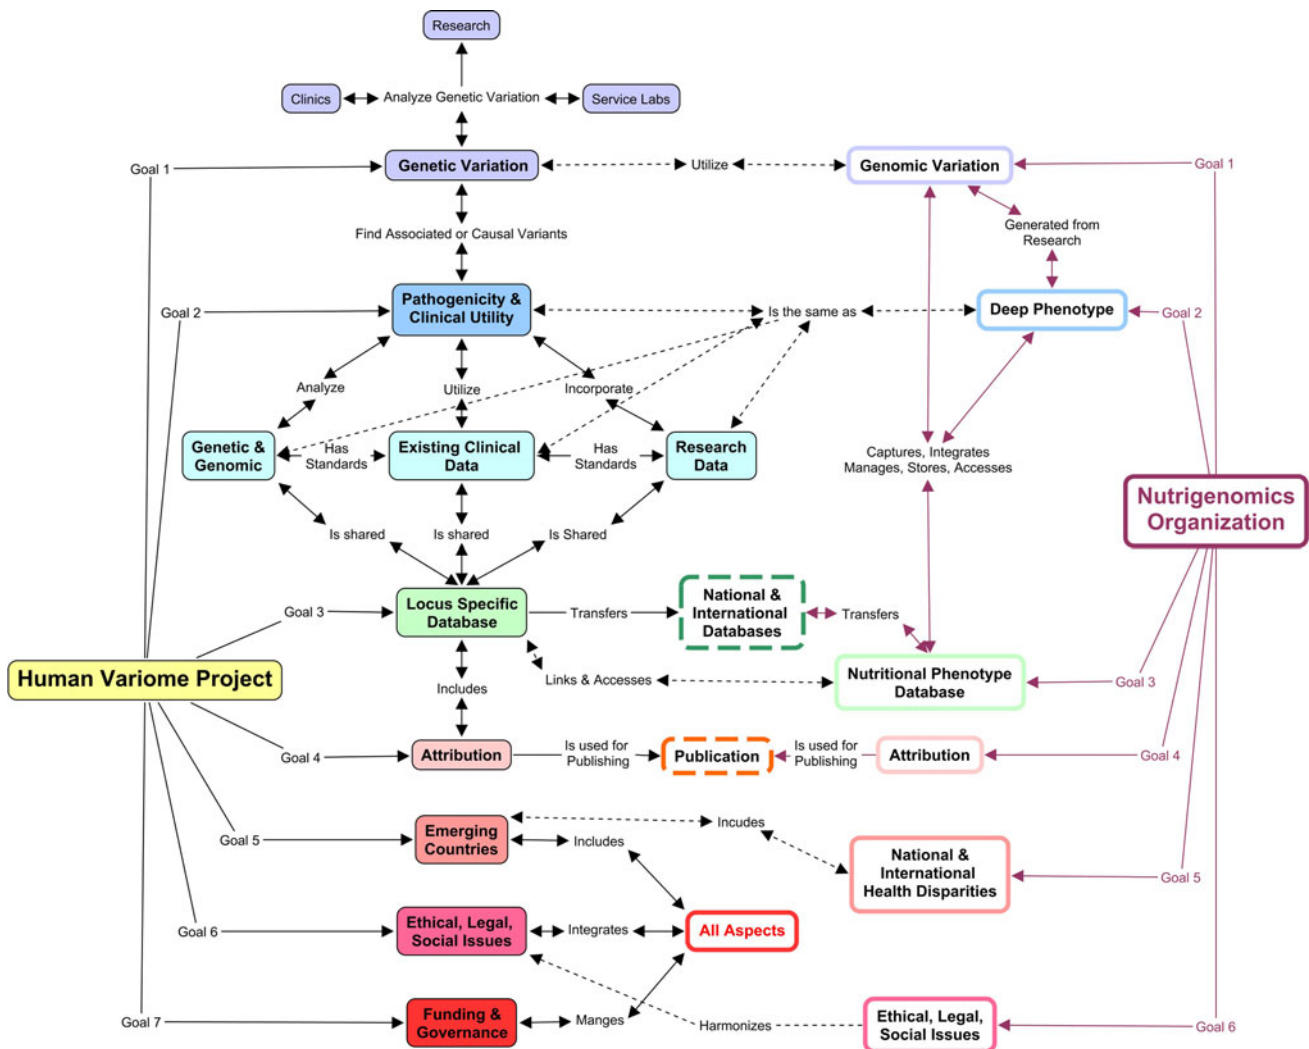 Research
Clinics
Analyze Genetic Variation
Service Labs
Goal 1
Genetic Variation
Utilize
Genomic Variation
Goal 1
Find Associated or Causal Variants
Generated from
Research
Goal 2
Pathogenicity &
Clinical Utility
Is the same as
Deep Phenotype
Goal 2
Analyze
Utilize
Incorporate
Genetic &
Genomic
Has
Standards
Existing Clinical
Data
Has
Standards
Research
Data
Captures, Integrates
Manages, Stores, Accesses
Nutrigenomics
Organization
Is shared
Is shared
Is Shared
Goal 3
Locus Specific
Database
Transfers
National &
International
Databases
Transfers
Human Variome Project
Includes
Links & Accesses
Nutritional Phenotype
Database
Goal 3
Goal 4
Attribution
Is used for
Publishing
Publication
Is used for
Publishing
Attribution
Goal 4
Goal 5
Emerging
Countries
Includes
Incudes
National &
International
Health Disparities
Goal 5
Goal 6
Ethical, Legal,
Social Issues
Integrates
All Aspects
Goal 7
Funding &
Governance
Manges
Harmonizes
Ethical, Legal,
Social Issues
Goal 6